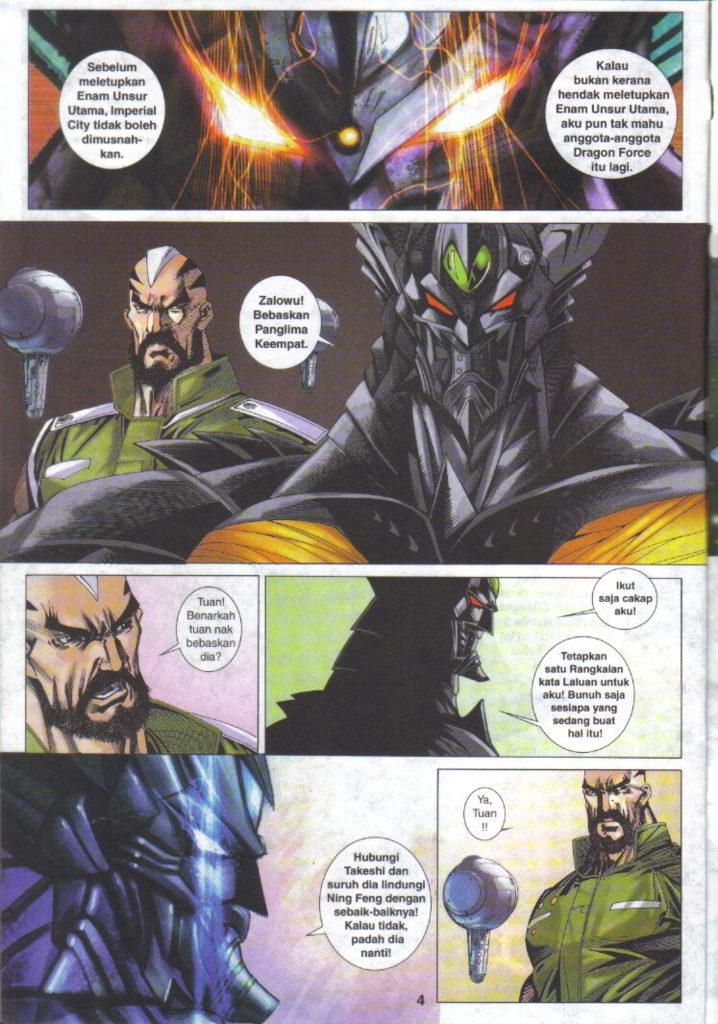 Sebelum
meletupkan
Enam Unsur
Utama, Imperial
City tidak boleh
dimusnah-
kan.
Kalau
bukan kerana
hendak meletupkan
Enam Unsur Utama,
aku pun tak mahu
anggota-anggota
Dragon Force
itu lagi.
Zalowu!
Bebaskan
Panglima
Keempat.
Tuan!
Benarkah
tuan nak
bebaskan
dia?
Ikut
saja cakap
aku!
Tetapkan
satu Rangkaian
kata Laluan untuk
aku! Bunuh saja
sesiapa yang
sedang buat
hal itu!
Hubungi
Takeshi dan
suruh dia lindungi
Ning Feng dengan
sebaik-baiknya!
Kalau tidak,
padah dia
nanti!
Ya,
Tuan
!!
4